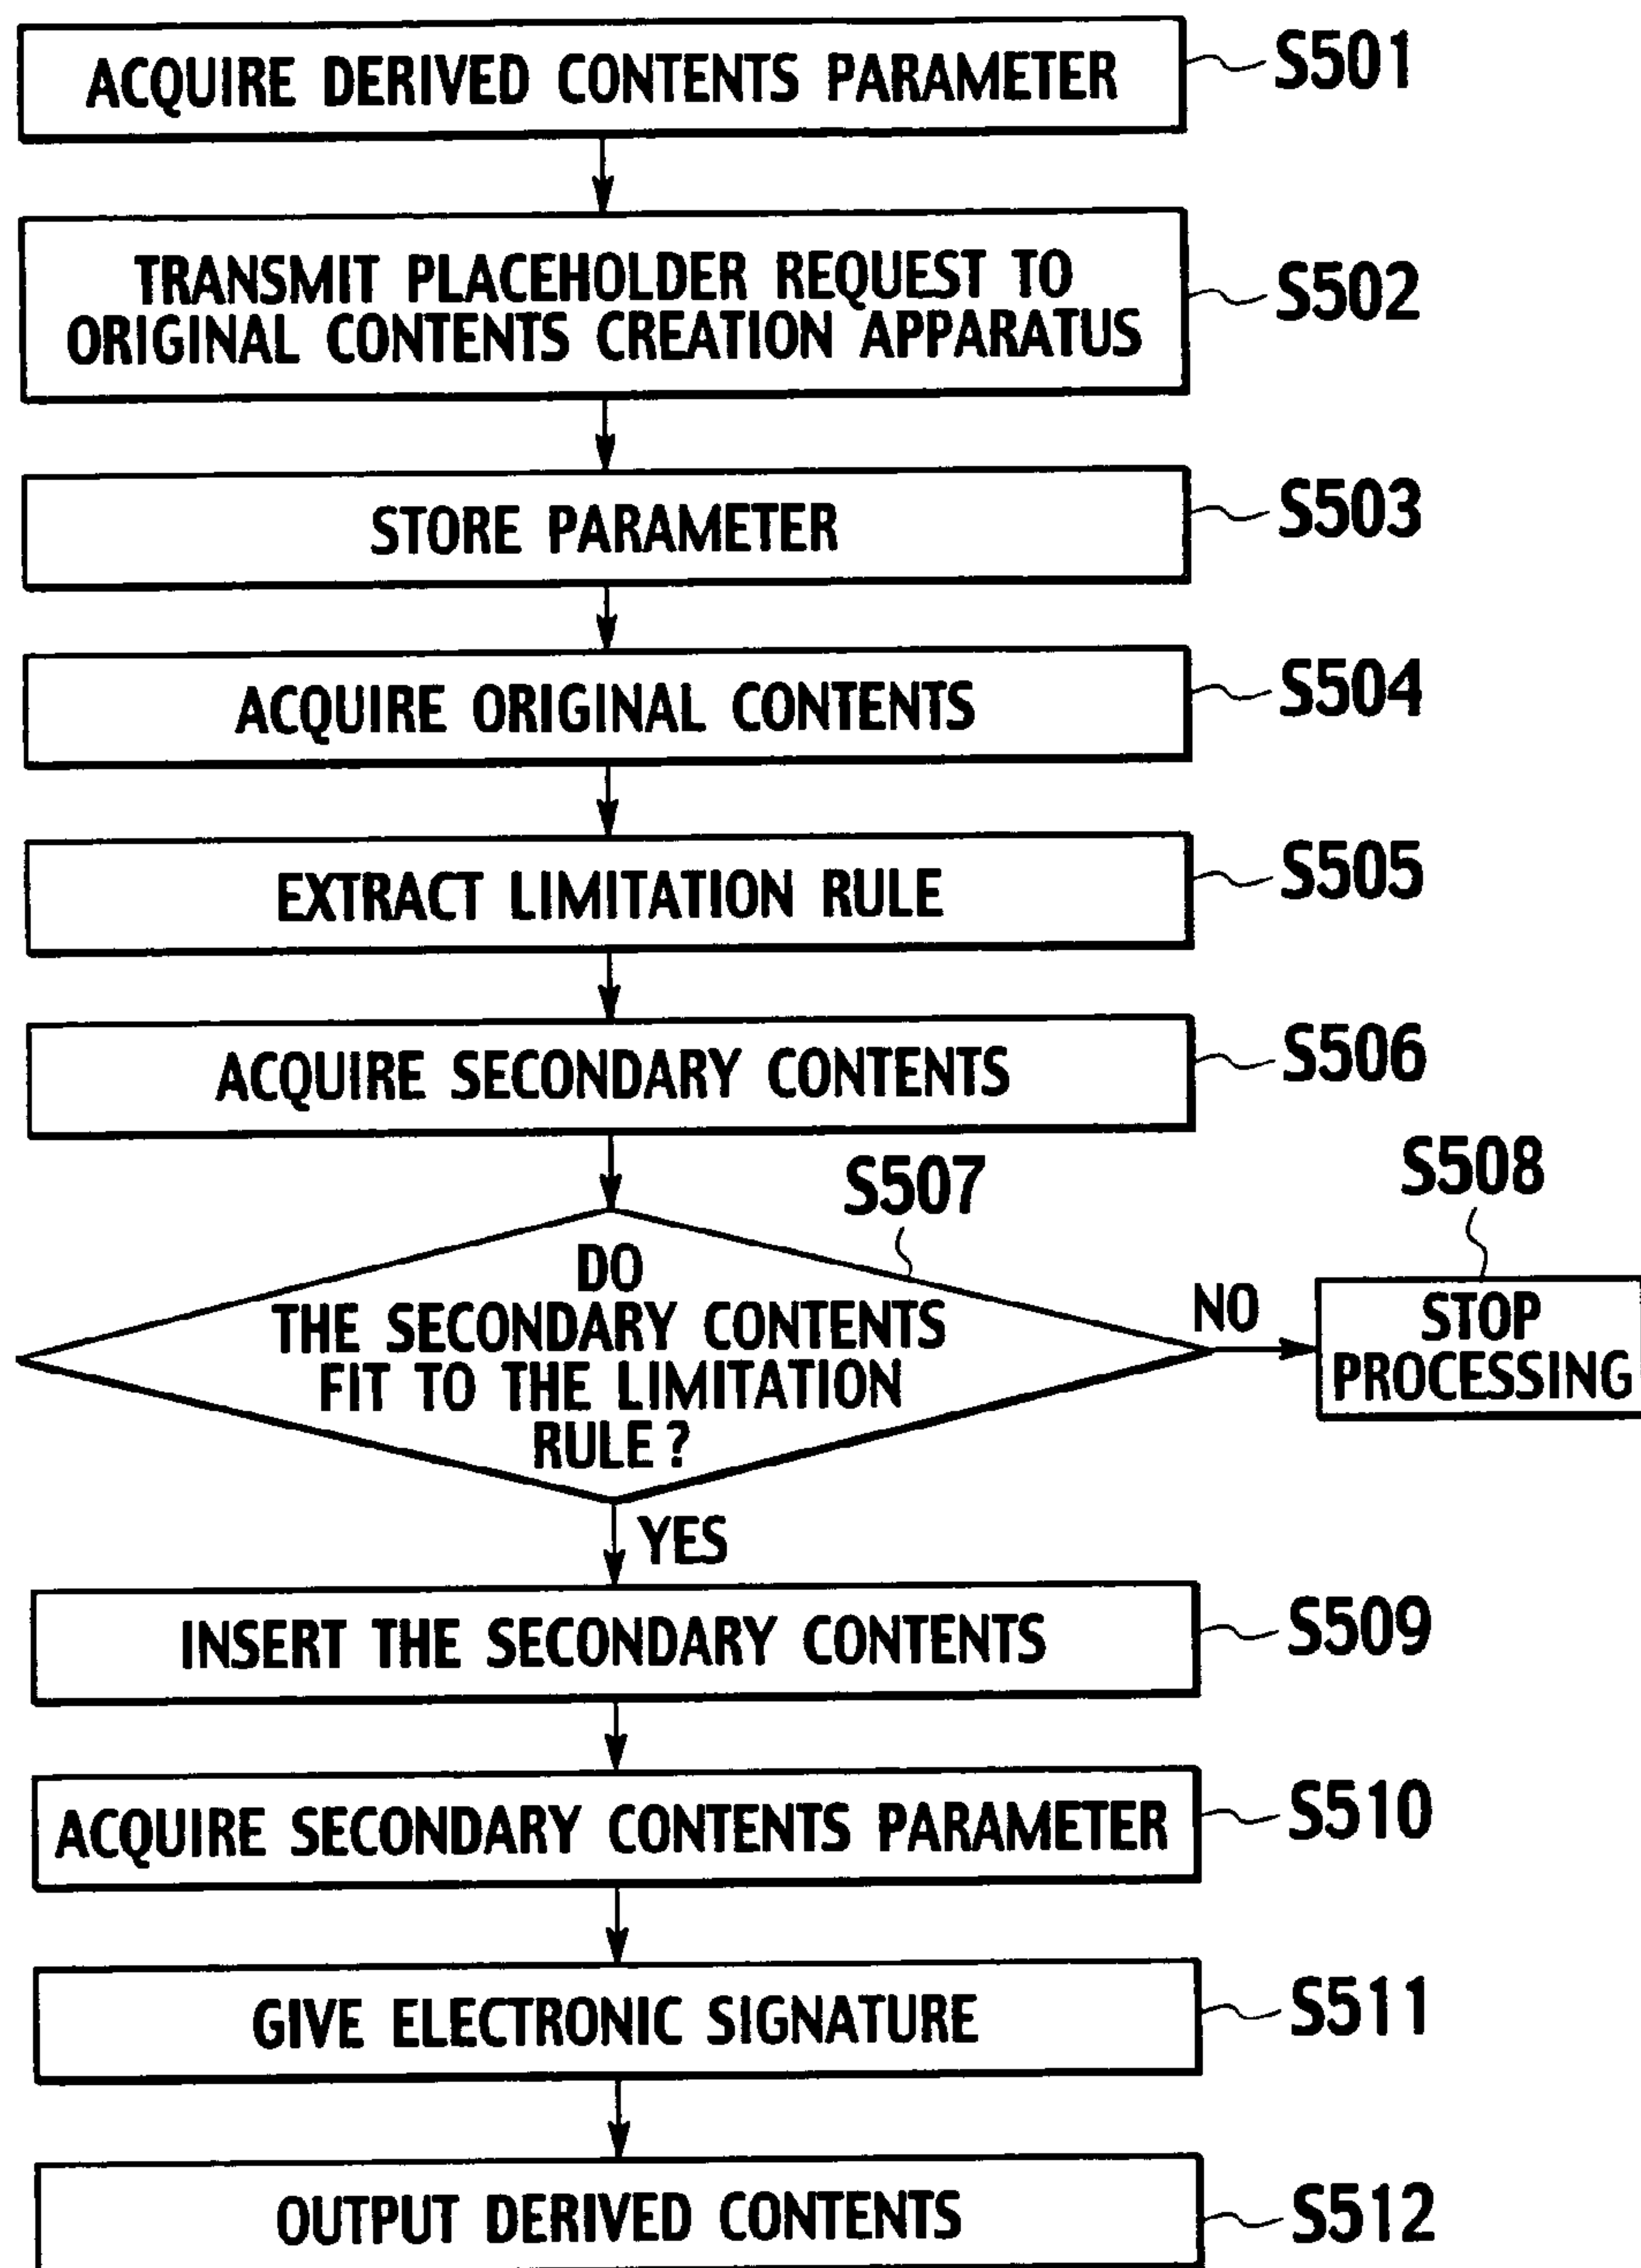 ACQUIRE DERIVED CONTENTS PARAMETER
S501
TRANSMIT PLACEHOLDER REQUEST TO
ORIGINAL CONTENTS CREATION APPARATUS
S502
STORE PARAMETER
S503
ACQUIRE ORIGINAL CONTENTS
S504
EXTRACT LIMITATION RULE
S505
ACQUIRE SECONDARY CONTENTS
S506
S507
DO
THE SECONDARY CONTENTS
FIT TO THE LIMITATION
RULE?
NO
S508
STOP
PROCESSING
YES
INSERT THE SECONDARY CONTENTS
S509
ACQUIRE SECONDARY CONTENTS PARAMETER
S510
GIVE ELECTRONIC SIGNATURE
S511
OUTPUT DERIVED CONTENTS
S512